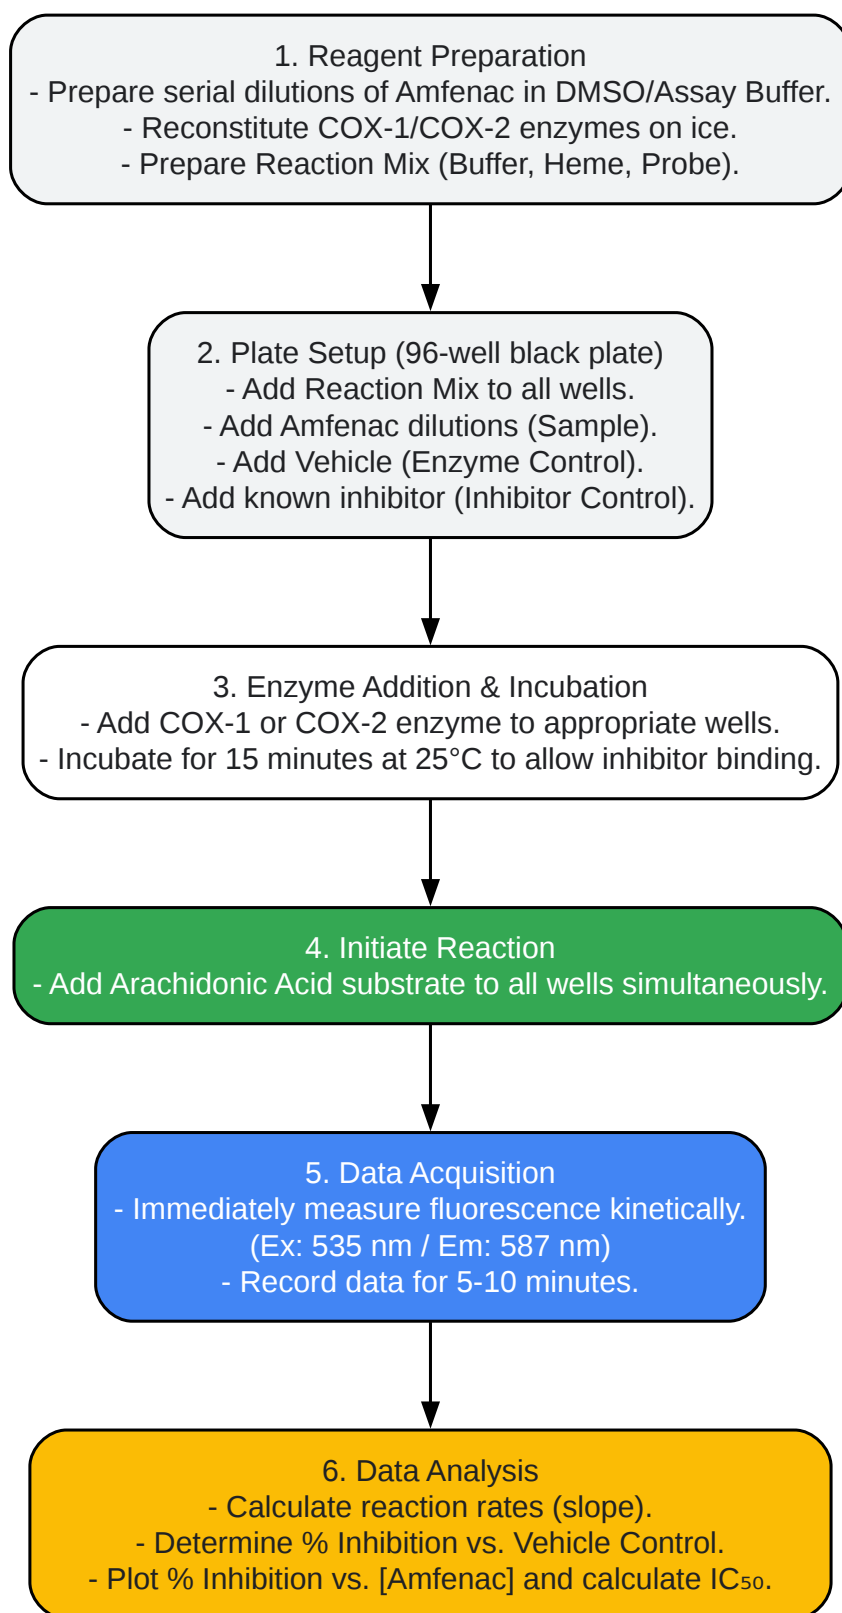 1. Reagent Preparation
- Prepare serial dilutions of Amfenac in DMSO/Assay Buffer.
- Reconstitute COX-1/COX-2 enzymes on ice.
- Prepare Reaction Mix (Buffer, Heme, Probe).
2. Plate Setup (96-well black plate)
- Add Reaction Mix to all wells.
- Add Amfenac dilutions (Sample).
- Add Vehicle (Enzyme Control).
- Add known inhibitor (Inhibitor Control).
3. Enzyme Addition & Incubation
- Add COX-1 or COX-2 enzyme to appropriate wells.
- Incubate for 15 minutes at 25°C to allow inhibitor binding.
4. Initiate Reaction
- Add Arachidonic Acid substrate to all wells simultaneously.
5. Data Acquisition
- Immediately measure fluorescence kinetically.
(Ex: 535 nm / Em: 587 nm)
- Record data for 5-10 minutes.
6. Data Analysis
- Calculate reaction rates (slope).
- Determine % Inhibition vs. Vehicle Control.
- Plot % Inhibition vs. [Amfenac] and calculate IC₅₀.